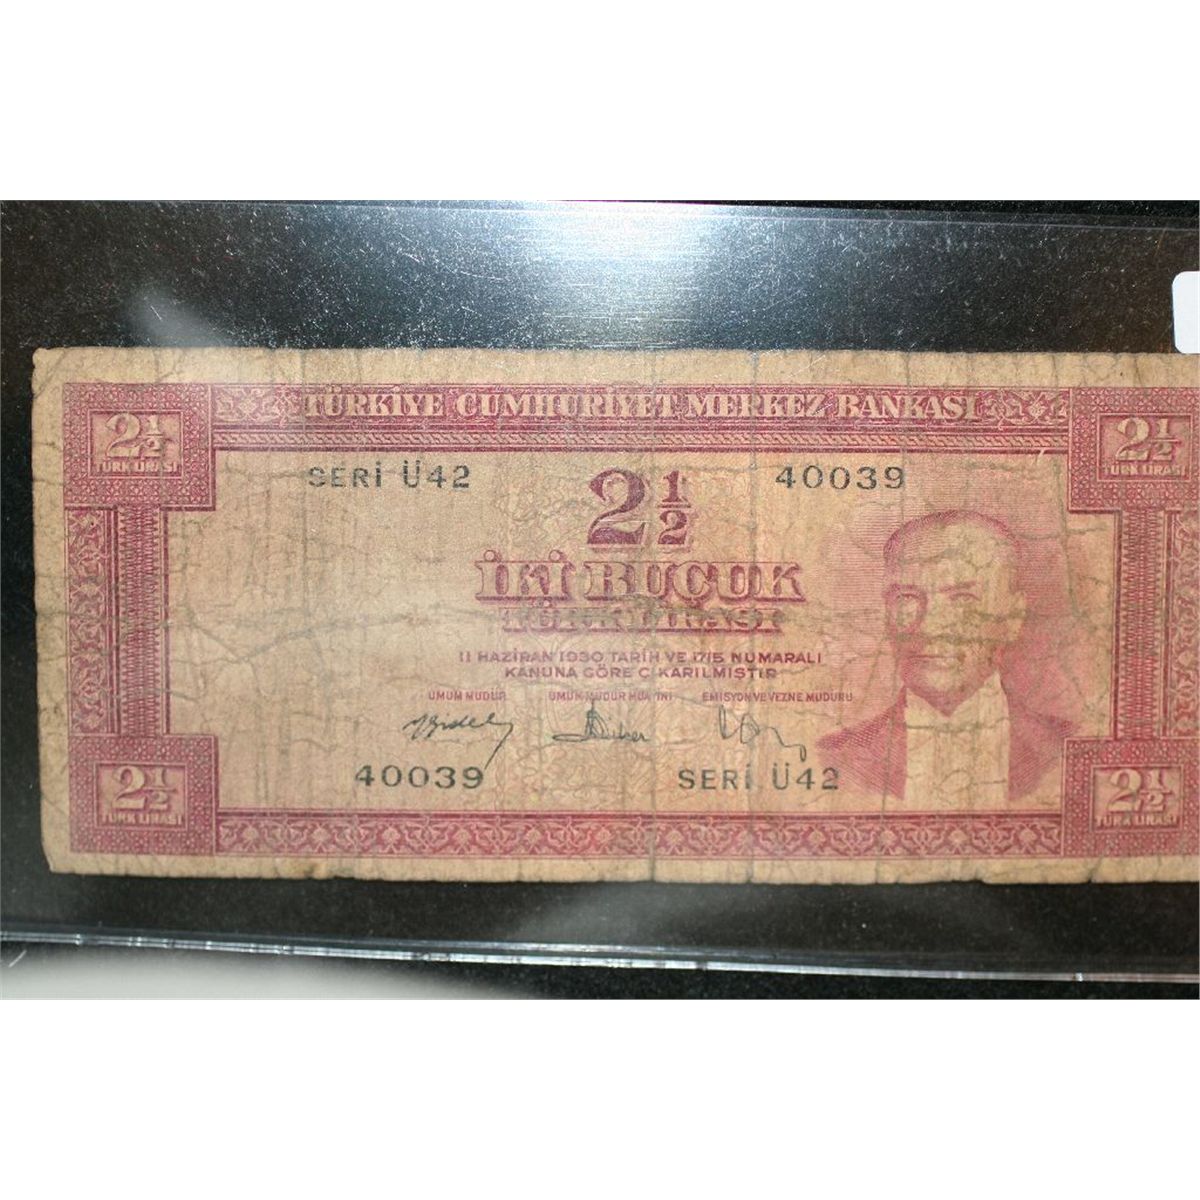 TÜRKİYE CUMHURİYET MERKEZ BANKASI
2½ TÜRK LİRASI
2½ TÜRK LİRASI
SERİ Ü42
2½
40039
İKİ BUÇUK
TÜRK LİRASI
11 HAZİRAN 1930 TARİH VE 1715 NUMARALI
KANUNA GÖRE ÇIKARILMIŞTIR
UMUM MÜDÜR
UMUM MÜDÜR MUAVİNİ
EMİSYON VE VEZNE MÜDÜRÜ
40039
SERİ Ü42
2½ TÜRK LİRASI
2½ TÜRK LİRASI